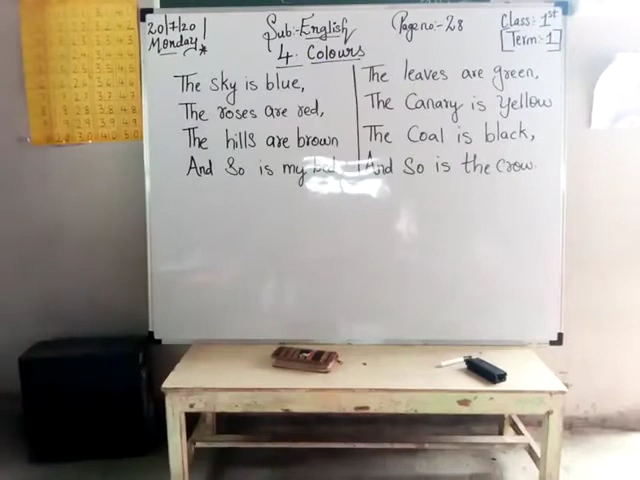 20/7/20
Monday
Sub:- English
Page no:- 28
Class: 1st
Term:- 1
4. Colours
The sky is blue,
The roses are red,
The hills are brown
And So is my bed
The leaves are green,
The Canary is yellow
The Coal is black,
And So is the crow.